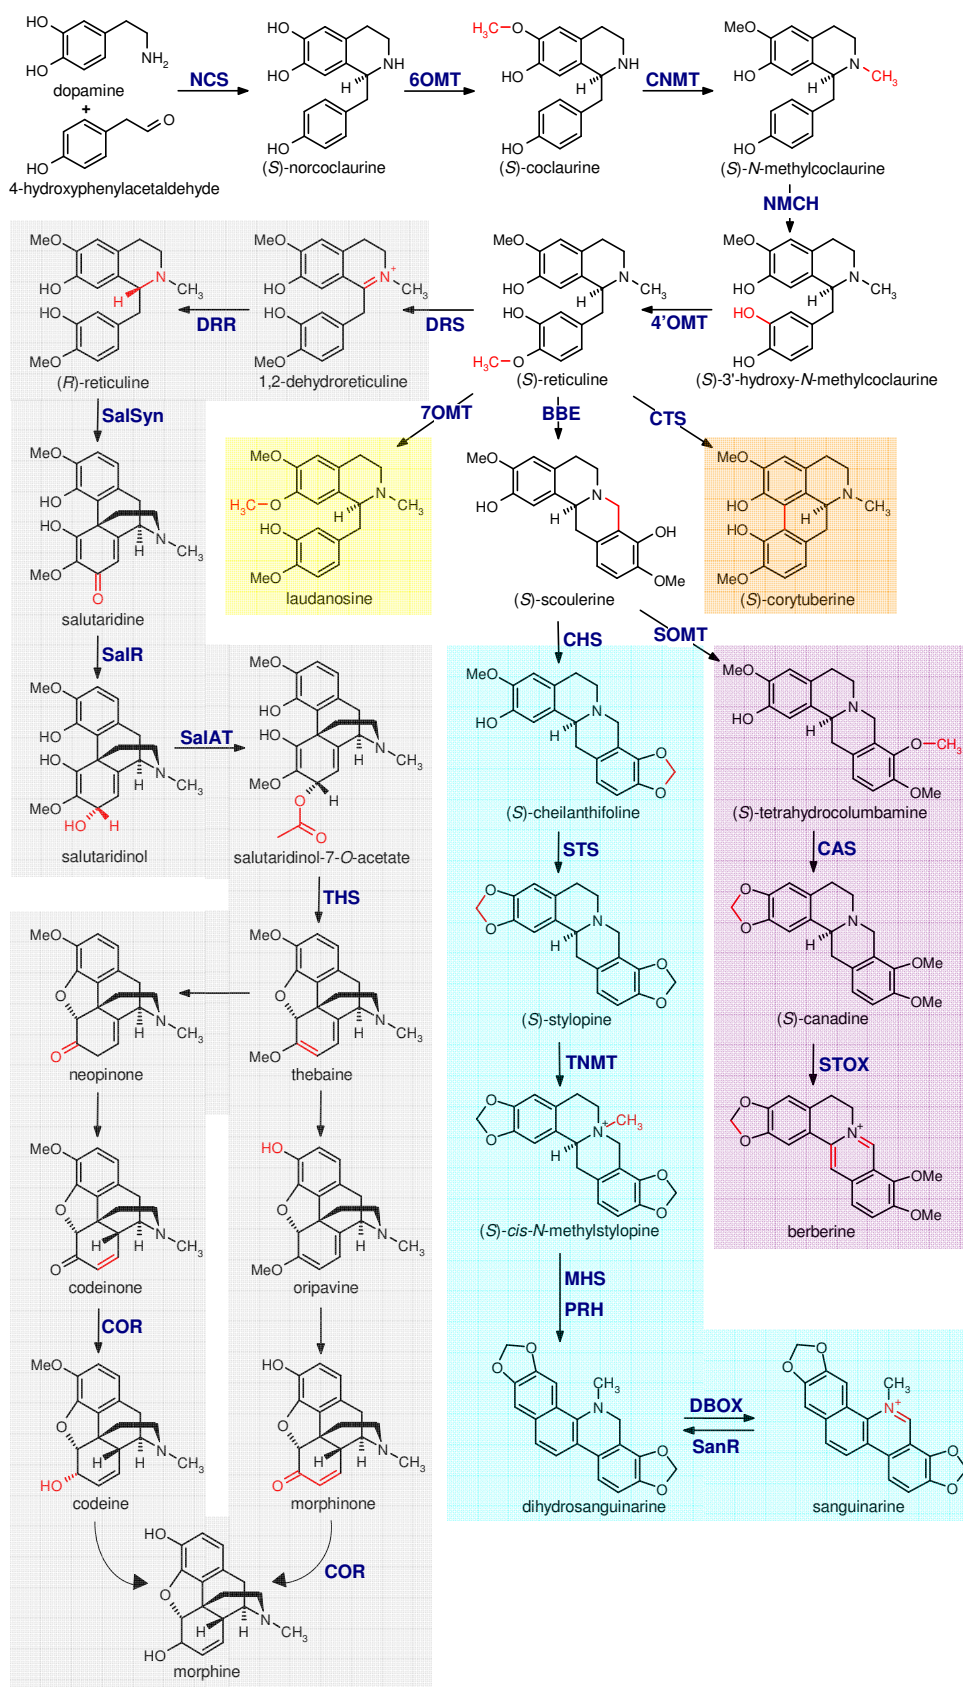 HO
HO
NH2
dopamine
+
O
HO
4-hydroxyphenylacetaldehyde
NCS
HO
HO
NH
H
HO
(S)-norcoclaurine
6OMT
H3C
O
HO
NH
H
HO
(S)-coclaurine
CNMT
MeO
HO
N
CH3
H
HO
(S)-N-methylcoclaurine
NMCH
MeO
HO
N
CH3
H
HO
HO
(S)-3'-hydroxy-N-methylcoclaurine
4'OMT
MeO
HO
N
CH3
H
HO
H3C
O
(S)-reticuline
DRS
MeO
HO
N+
CH3
HO
MeO
1,2-dehydroreticuline
DRR
MeO
HO
N
CH3
H
HO
MeO
(R)-reticuline
SalSyn
7OMT
BBE
CTS
MeO
HO
HO
MeO
O
N
CH3
H
salutaridine
MeO
H3C
O
N
CH3
H
HO
MeO
laudanosine
MeO
HO
N
H
OH
OMe
(S)-scoulerine
MeO
HO
N
CH3
H
HO
MeO
(S)-corytuberine
SalR
CHS
SOMT
MeO
HO
HO
MeO
HO
H
N
CH3
H
salutaridinol
SalAT
MeO
HO
HO
MeO
O
H
O
N
CH3
H
salutaridinol-7-O-acetate
MeO
HO
N
H
O
O
(S)-cheilanthifoline
MeO
HO
N
H
O
CH3
OMe
(S)-tetrahydrocolumbamine
THS
STS
CAS
MeO
O
O
N
CH3
H
neopinone
MeO
O
MeO
N
CH3
H
thebaine
O
O
N
H
O
O
(S)-stylopine
O
O
N
H
OMe
OMe
(S)-canadine
TNMT
STOX
MeO
O
O
H
H
N
CH3
codeinone
HO
O
MeO
N
CH3
H
oripavine
O
O
N+
CH3
H
O
O
(S)-cis-N-methylstylopine
O
O
N+
OMe
OMe
berberine
COR
MHS
PRH
MeO
O
HO
H
H
N
CH3
codeine
HO
O
O
H
H
N
CH3
morphinone
O
O
N
CH3
O
O
dihydrosanguinarine
DBOX
SanR
O
O
N+
CH3
O
O
sanguinarine
COR
HO
O
HO
H
H
N
CH3
morphine